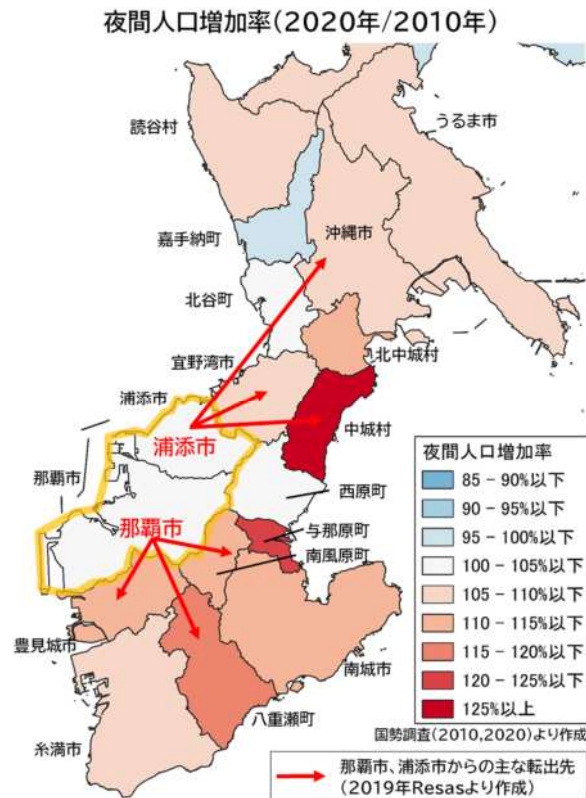 夜間人口増加率(2020年/2010年)
読谷村
うるま市
嘉手納町
沖縄市
北谷町
宜野湾市
北中城村
浦添市
浦添市
中城村
那覇市
西原町
那覇市
与那原町
南風原町
豊見城市
南城市
八重瀬町
糸満市
夜間人口増加率
85 - 90%以下
90 - 95%以下
95 - 100%以下
100 - 105%以下
105 - 110%以下
110 - 115%以下
115 - 120%以下
120 - 125%以下
125%以上
国勢調査(2010,2020)より作成
那覇市、浦添市からの主な転出先
(2019年Resasより作成)